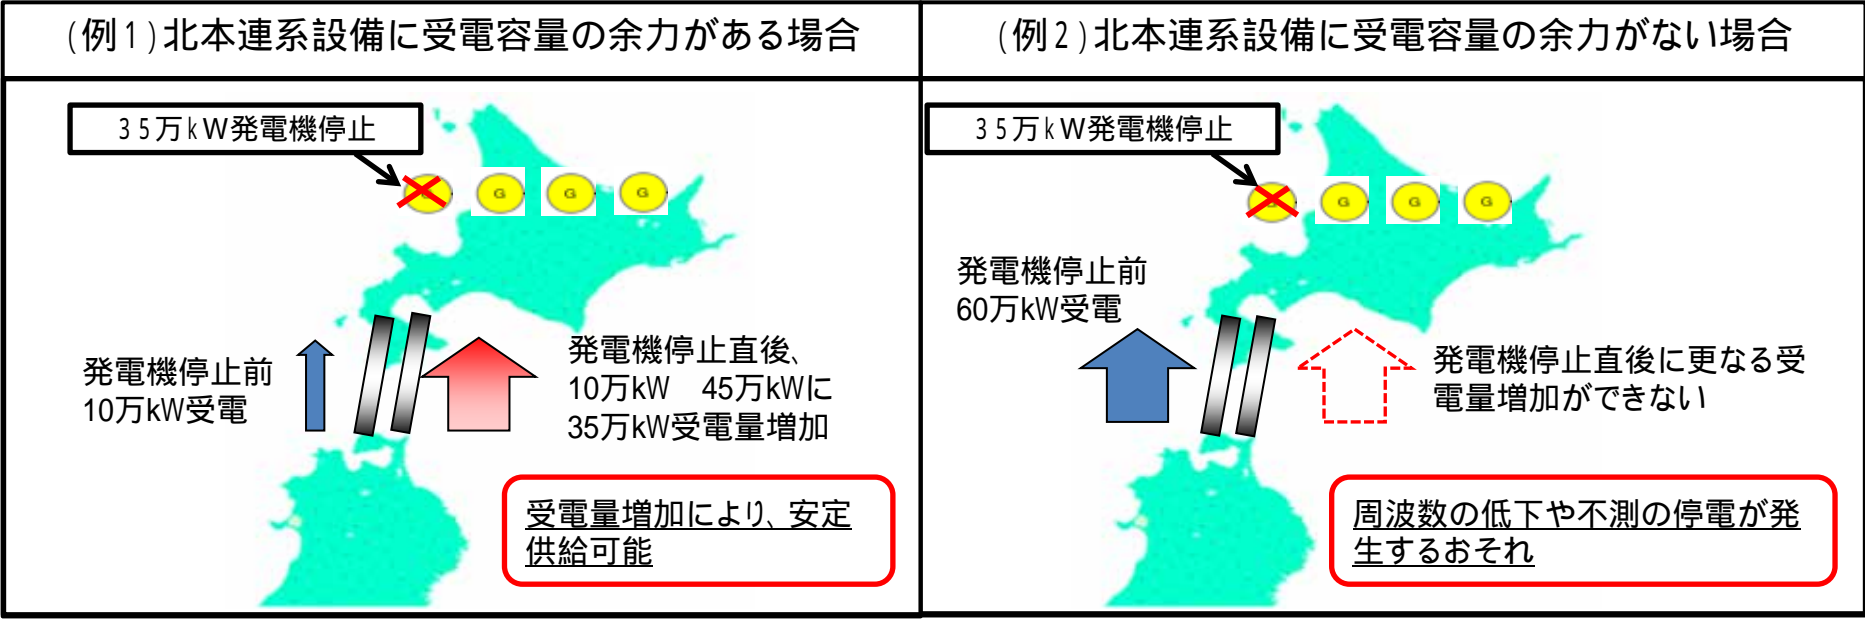 (例1)北本連系設備に受電容量の余力がある場合
35万kW発電機停止
G
G
G
発電機停止前
10万kW受電
発電機停止直後、
10万kW　45万kWに
35万kW受電量増加
受電量増加により、安定
供給可能
(例2)北本連系設備に受電容量の余力がない場合
35万kW発電機停止
G
G
G
G
発電機停止前
60万kW受電
発電機停止直後に更なる受
電量増加ができない
周波数の低下や不測の停電が発
生するおそれ